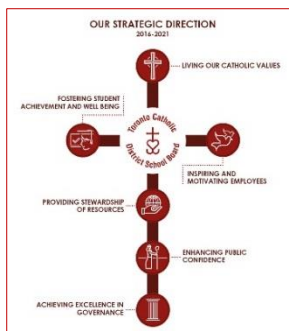 OUR STRATEGIC DIRECTION
2016-2021
LIVING OUR CATHOLIC VALUES
FOSTERING STUDENT
ACHIEVEMENT AND WELL BEING
Toronto Catholic
District School Board
INSPIRING AND
MOTIVATING EMPLOYEES
PROVIDING STEWARDSHIP
OF RESOURCES
ENHANCING PUBLIC
CONFIDENCE
ACHIEVING EXCELLENCE IN
GOVERNANCE